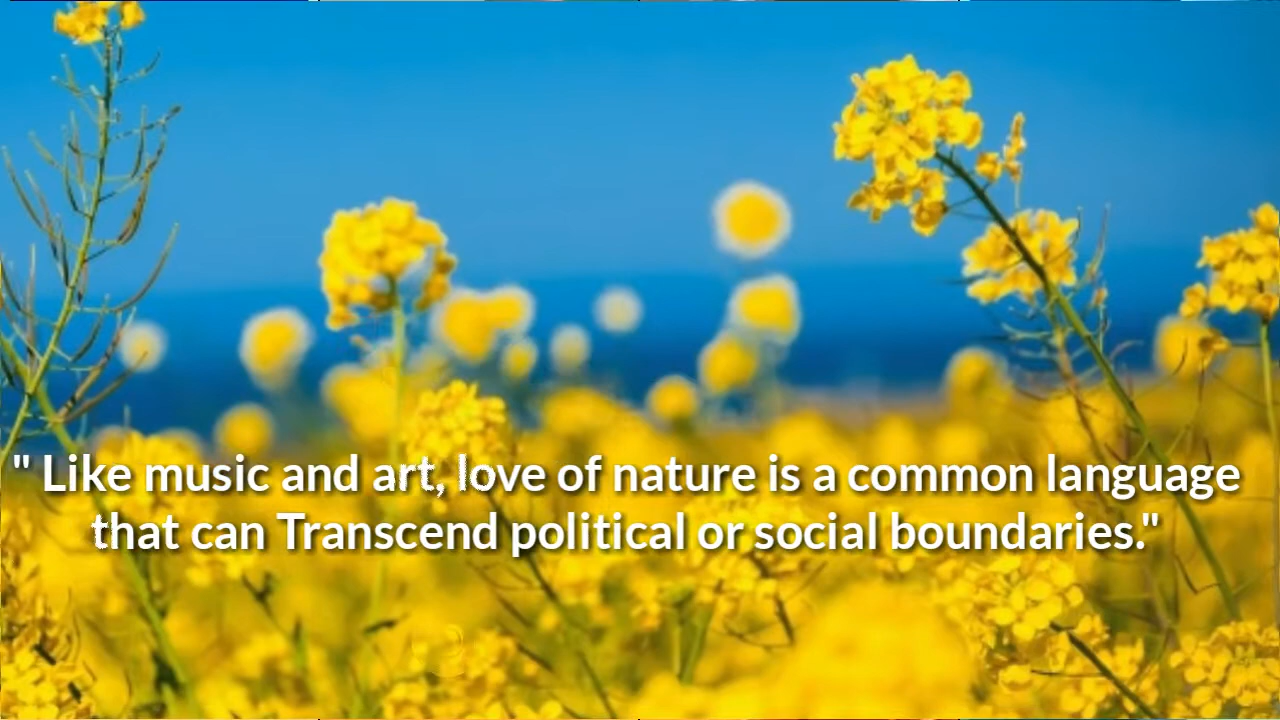 " Like music and art, love of nature is a common language
that can Transcend political or social boundaries."